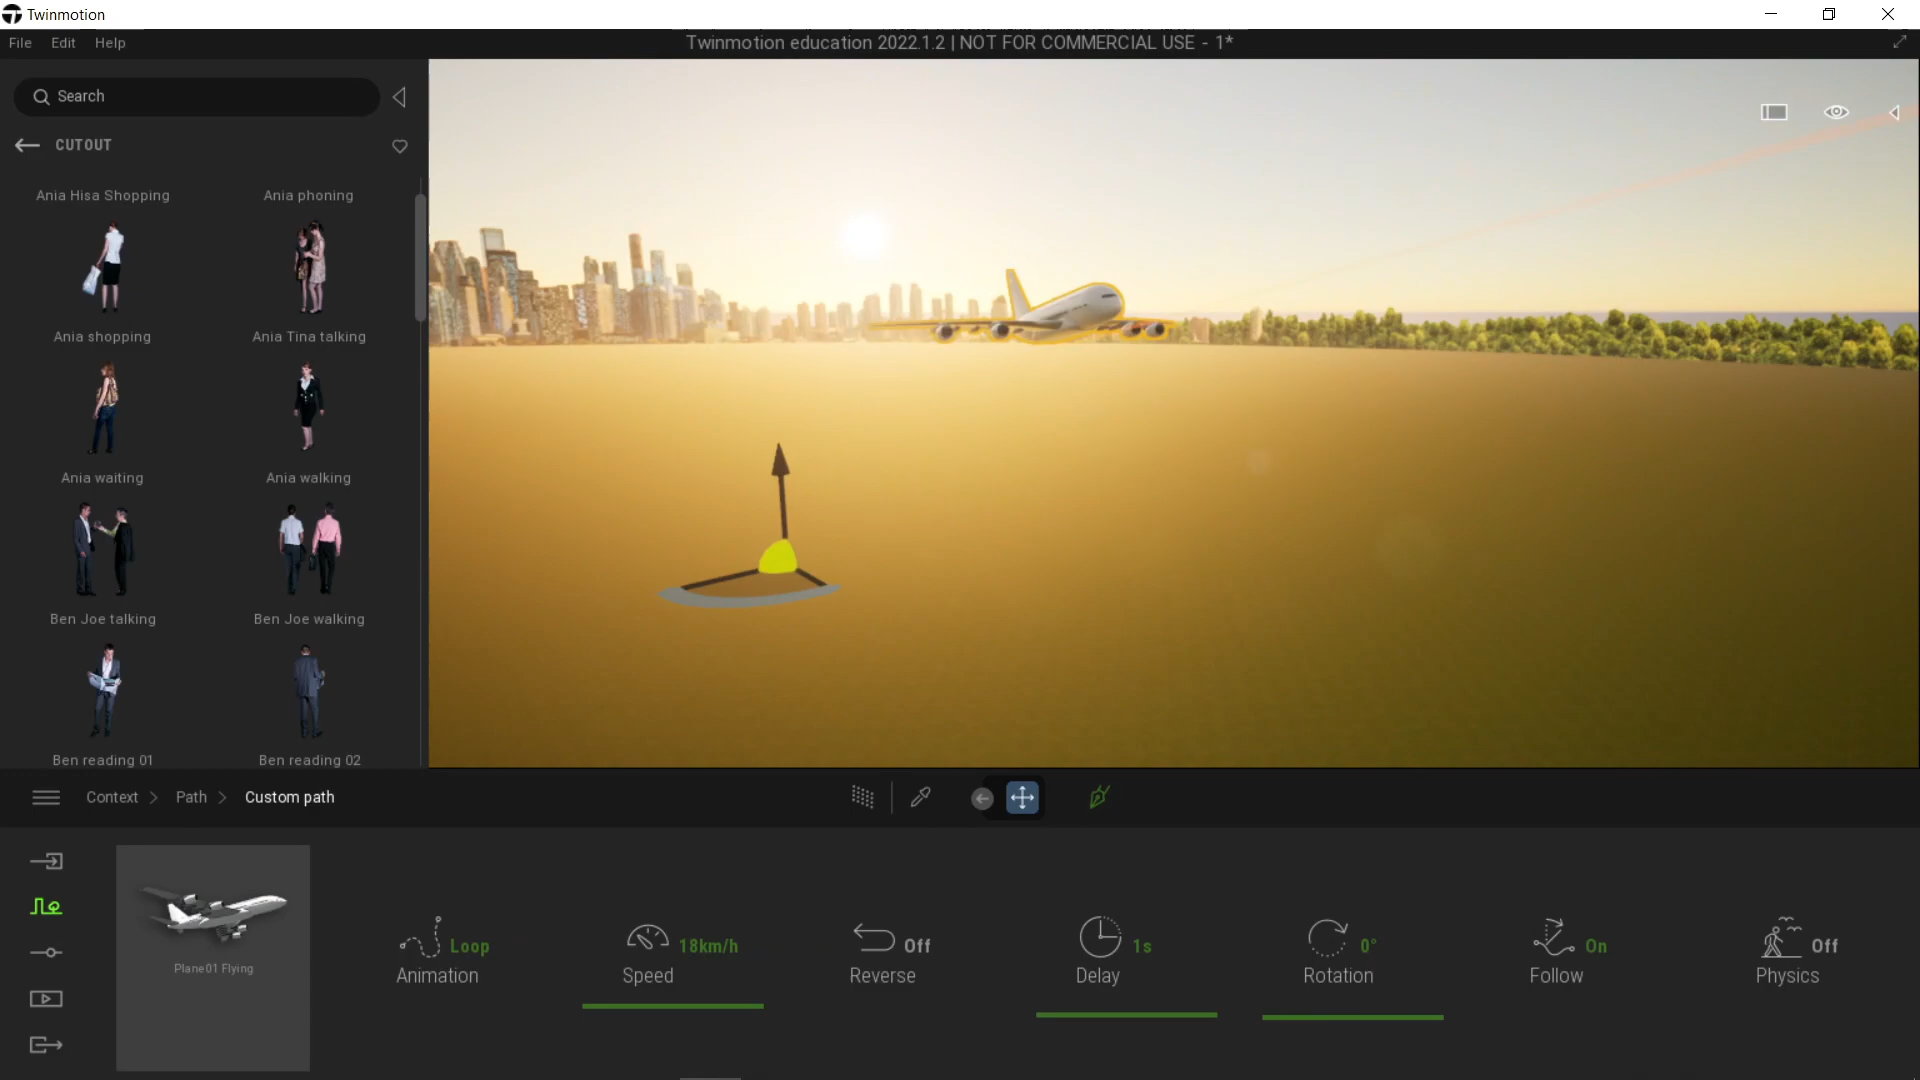 Twinmotion
File Edit Help
Twinmotion education 2022.1.2 | NOT FOR COMMERCIAL USE - 1*
Search
CUTOUT
Ania Hisa Shopping Ania phoning
Ania shopping Ania Tina talking
Ania waiting Ania walking
Ben Joe talking Ben Joe walking
Ben reading 01 Ben reading 02
Context > Path > Custom path
Plane01 Flying
Loop 18km/h Off 1s 0° On Off
Animation Speed Reverse Delay Rotation Follow Physics